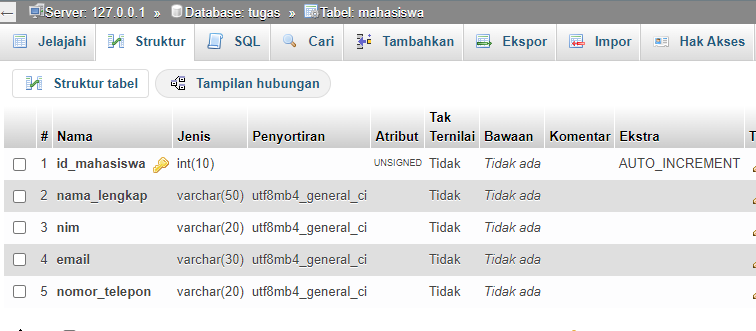 Server: 127.0.0.1 » Database: tugas » Tabel: mahasiswa
Jelajahi Struktur SQL Cari Tambahkan Ekspor Impor Hak Akses
Struktur tabel Tampilan hubungan
# Nama Jenis Penyortiran Atribut Tak Ternilai Bawaan Komentar Ekstra T
1 id_mahasiswa int(10) UNSIGNED Tidak Tidak ada AUTO_INCREMENT
2 nama_lengkap varchar(50) utf8mb4_general_ci Tidak Tidak ada
3 nim varchar(20) utf8mb4_general_ci Tidak Tidak ada
4 email varchar(30) utf8mb4_general_ci Tidak Tidak ada
5 nomor_telepon varchar(20) utf8mb4_general_ci Tidak Tidak ada